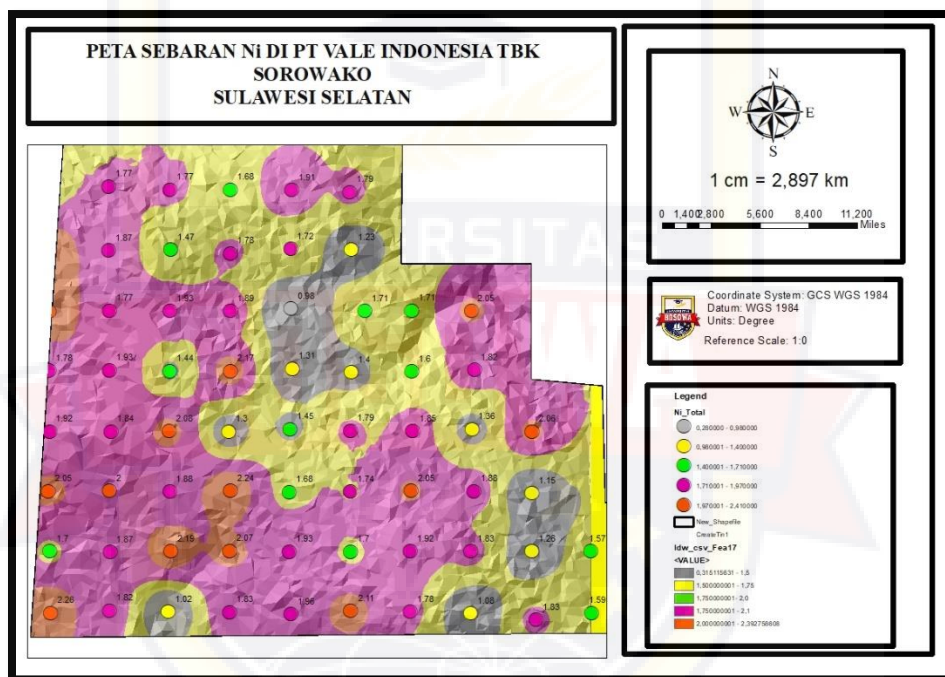 PETA SEBARAN Ni DI PT VALE INDONESIA TBK
SOROWAKO
SULAWESI SELATAN
N
W E
S
1 cm = 2,897 km
0 1,4002,800 5,600 8,400 11,200
Miles
Coordinate System: GCS WGS 1984
Datum: WGS 1984
Units: Degree
Reference Scale: 1:0
BOSOWA
Legend
Ni_Total
0,280000 - 0,980000
0,980001 - 1,400000
1,400001 - 1,710000
1,710001 - 1,970000
1,970001 - 2,410000
New_Shapefile
CreateTin1
Idw_csv_Fea17
<VALUE>
0,315115631 - 1,5
1,500000001 - 1,75
1,750000001 - 2,0
1,750000001 - 2,1
2,000000001 - 2,392758608
1.77 1.77 1.68 1.91 1.79
1.87 1.47 1.78 1.72 1.23
1.77 1.93 1.89 0.98 1.71 1.71 2.05
1.78 1.93 1.44 2.17 1.31 1.4 1.6 1.82
1.92 1.84 2.08 1.3 1.45 1.79 1.85 1.36 2.06
2.05 2 1.88 2.24 1.68 1.74 2.05 1.88 1.15
1.7 1.87 2.19 2.07 1.93 1.7 1.92 1.83 1.26 1.57
2.26 1.82 1.02 1.83 1.96 2.11 1.78 1.08 1.83 1.59